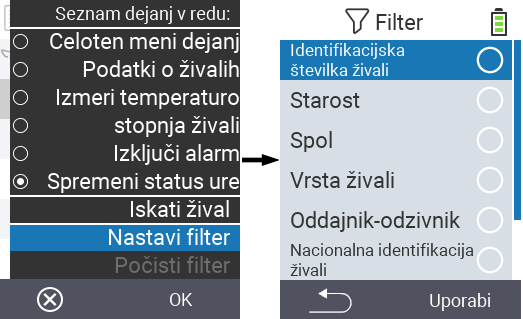 Seznam dejanj v redu:
Celoten meni dejanj
Podatki o živalih
Izmeri temperaturo
stopnja živali
Izključi alarm
Spremeni status ure
Iskati žival
Nastavi filter
Počisti filter
OK
Filter
Identifikacijska
številka živali
Starost
Spol
Vrsta živali
Oddajnik-odzivnik
Nacionalna identifikacija
živali
Uporabi